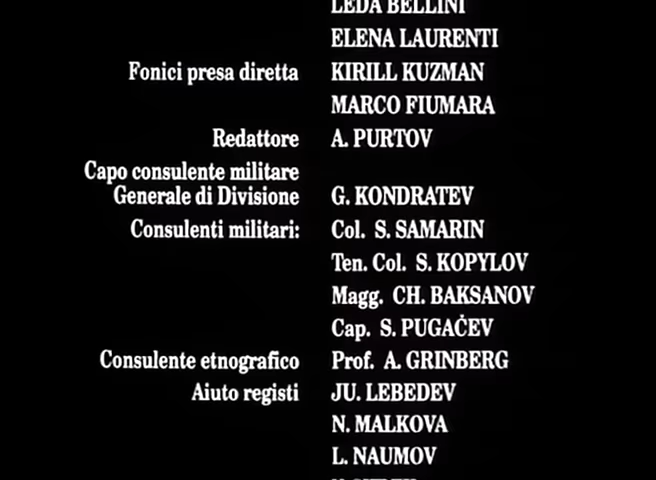 LEDA BELLINI
ELENA LAURENTI
Fonici presa diretta KIRILL KUZMAN
MARCO FIUMARA
Redattore A. PURTOV
Capo consulente militare
Generale di Divisione G. KONDRATEV
Consulenti militari: Col. S. SAMARIN
Ten. Col. S. KOPYLOV
Magg. CH. BAKSANOV
Cap. S. PUGAČEV
Consulente etnografico Prof. A. GRINBERG
Aiuto registi JU. LEBEDEV
N. MALKOVA
L. NAUMOV